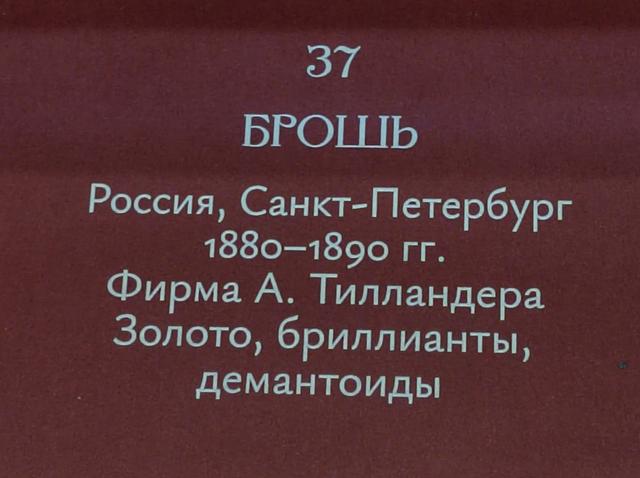 37
БРОШЬ
Россия, Санкт-Петербург
1880–1890 гг.
Фирма А. Тилландера
Золото, бриллианты,
демантоиды